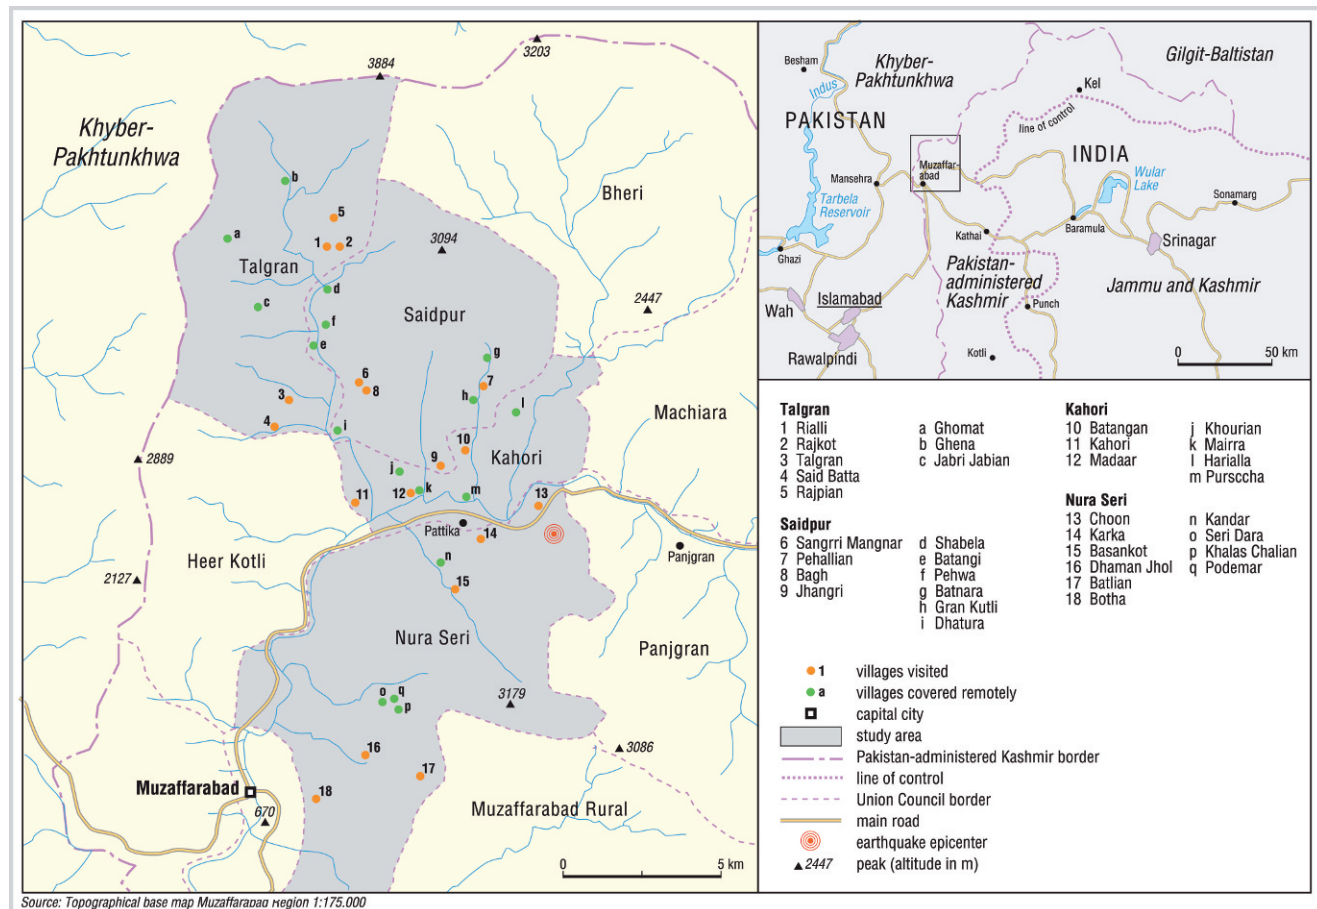 3203
3884
Khyber-
Pakhtunkhwa
b
Bheri
5
a
1
2
3094
Talgran
d
c
2447
Saidpur
f
e
g
6
7
8
3
h
l
Machiara
4
i
10
2889
9
Kahori
j
k
m
12
13
11
Pattika
14
Heer Kotli
n
Panjgran
2127
15
Nura Seri
Panjgran
q
o
p
3179
16
3086
17
Muzaffarabad
18
670
Muzaffarabad Rural
0
5 km
Source: Topographical base map Muzaffarabad Region 1:175.000
Gilgit-Baltistan
Khyber-
Pakhtunkhwa
Besham
Indus
Kel
PAKISTAN
line of control
INDIA
Muzaffar-
abad
Mansehra
Wular
Lake
Tarbela
Reservoir
Sonamarg
Baramula
Kathai
Srinagar
Ghazi
Pakistan-
administered
Kashmir
Jammu and Kashmir
Islamabad
Wah
Punch
Rawalpindi
Kotli
0
50 km
Talgran
1 Rialli
2 Rajkot
3 Talgran
4 Said Batta
5 Rajpian
a Ghomat
b Ghena
c Jabri Jabian
Saidpur
6 Sangrri Mangnar
7 Pehallian
8 Bagh
9 Jhangri
d Shabela
e Batangi
f Pehwa
g Batnara
h Gran Kutli
i Dhatura
Kahori
10 Batangan
11 Kahori
12 Madaar
j Khourian
k Mairra
l Harialla
m Pursccha
Nura Seri
13 Choon
14 Karka
15 Basankot
16 Dhaman Jhol
17 Batlian
18 Botha
n Kandar
o Seri Dara
p Khalas Chalian
q Podemar
1 villages visited
a villages covered remotely
capital city
study area
Pakistan-administered Kashmir border
line of control
Union Council border
main road
earthquake epicenter
2447 peak (altitude in m)